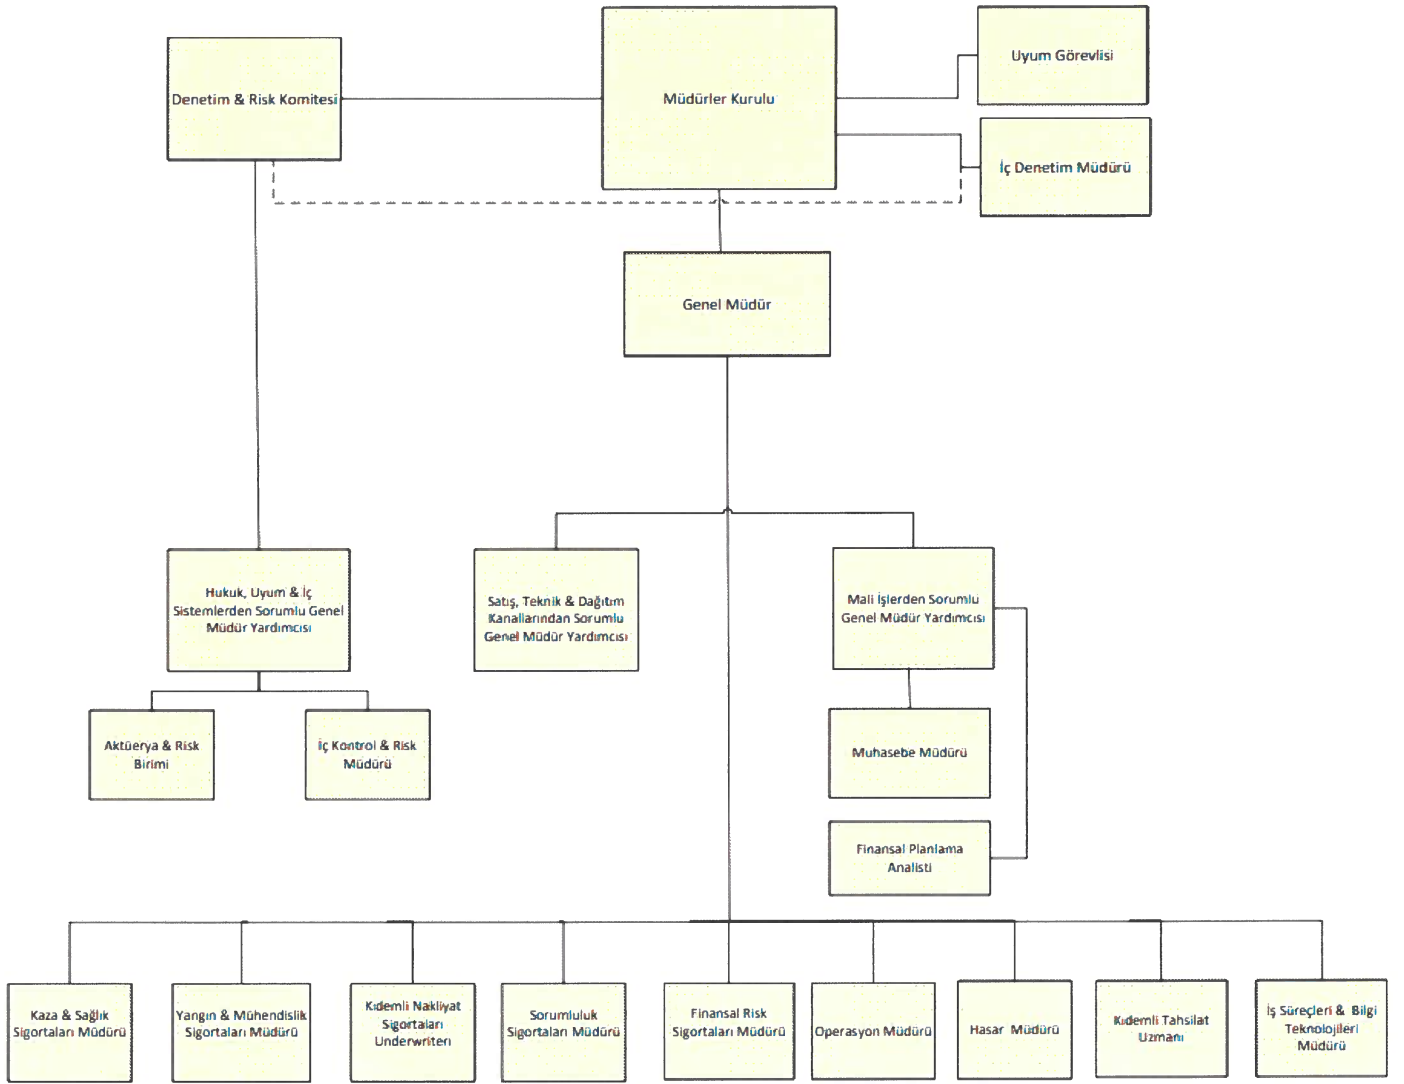 Uyum Görevlisi
Denetim & Risk Komitesi
Müdürler Kurulu
İç Denetim Müdürü
Genel Müdür
Hukuk, Uyum & İç
Sistemlerden Sorumlu Genel
Müdür Yardımcısı
Satış, Teknik & Dağıtım
Kanallarından Sorumlu
Genel Müdür Yardımcısı
Mali İşlerden Sorumlu
Genel Müdür Yardımcısı
Aktüerya & Risk
Birimi
İç Kontrol & Risk
Müdürü
Muhasebe Müdürü
Finansal Planlama
Analisti
Kaza & Sağlık
Sigortaları Müdürü
Yangın & Mühendislik
Sigortaları Müdürü
Kıdemli Nakliyat
Sigortaları
Underwriterı
Sorumluluk
Sigortaları Müdürü
Finansal Risk
Sigortaları Müdürü
Operasyon Müdürü
Hasar Müdürü
Kıdemli Tahsilat
Uzmanı
İş Süreçleri & Bilgi
Teknolojileri
Müdürü